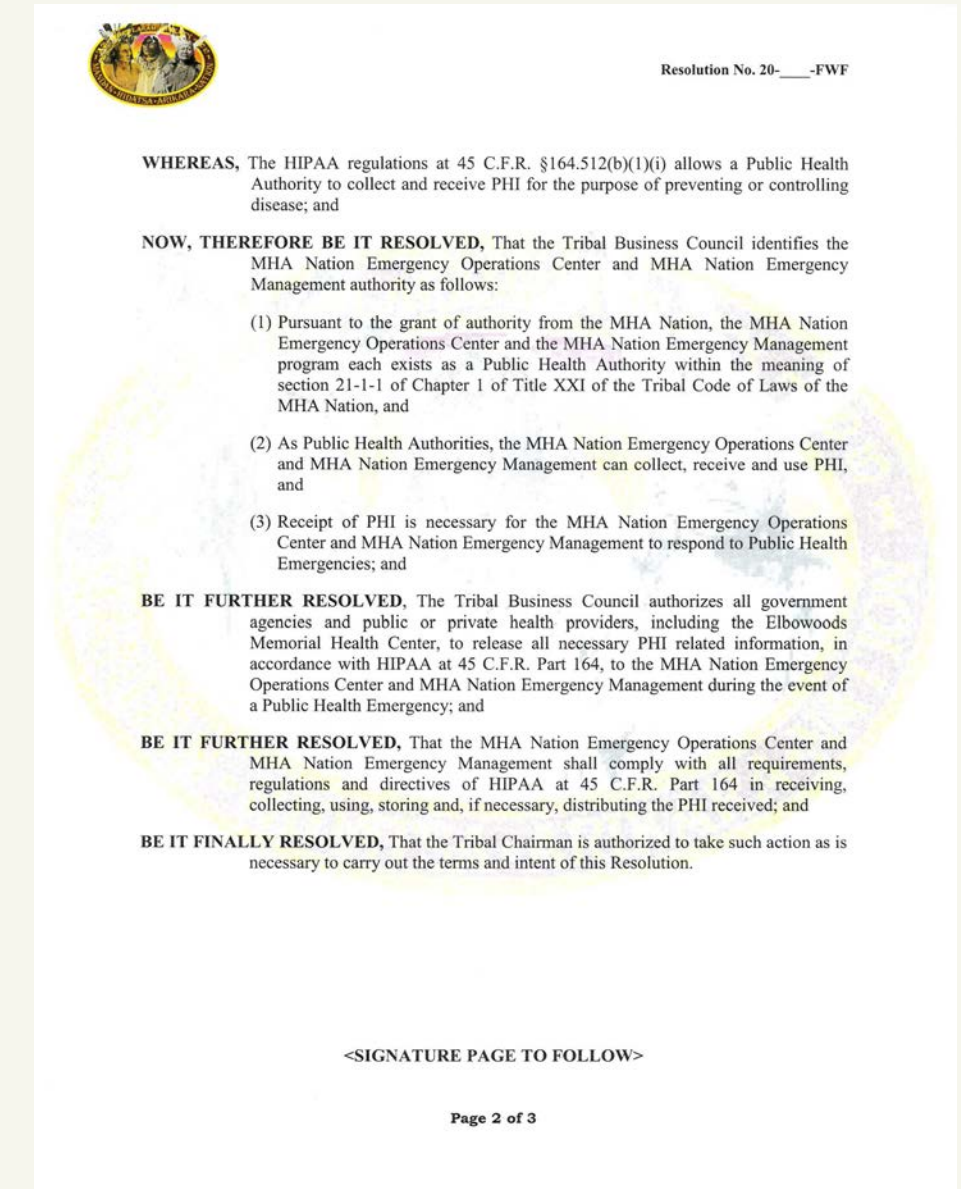 MANDAN • HIDATSA • ARIKARA • NATION
Resolution No. 20-____-FWF
WHEREAS, The HIPAA regulations at 45 C.F.R. §164.512(b)(1)(i) allows a Public Health
Authority to collect and receive PHI for the purpose of preventing or controlling
disease; and
NOW, THEREFORE BE IT RESOLVED, That the Tribal Business Council identifies the
MHA Nation Emergency Operations Center and MHA Nation Emergency
Management authority as follows:
(1) Pursuant to the grant of authority from the MHA Nation, the MHA Nation
Emergency Operations Center and the MHA Nation Emergency Management
program each exists as a Public Health Authority within the meaning of
section 21-1-1 of Chapter 1 of Title XXI of the Tribal Code of Laws of the
MHA Nation, and
(2) As Public Health Authorities, the MHA Nation Emergency Operations Center
and MHA Nation Emergency Management can collect, receive and use PHI,
and
(3) Receipt of PHI is necessary for the MHA Nation Emergency Operations
Center and MHA Nation Emergency Management to respond to Public Health
Emergencies; and
BE IT FURTHER RESOLVED, The Tribal Business Council authorizes all government
agencies and public or private health providers, including the Elbowoods
Memorial Health Center, to release all necessary PHI related information, in
accordance with HIPAA at 45 C.F.R. Part 164, to the MHA Nation Emergency
Operations Center and MHA Nation Emergency Management during the event of
a Public Health Emergency; and
BE IT FURTHER RESOLVED, That the MHA Nation Emergency Operations Center and
MHA Nation Emergency Management shall comply with all requirements,
regulations and directives of HIPAA at 45 C.F.R. Part 164 in receiving,
collecting, using, storing and, if necessary, distributing the PHI received; and
BE IT FINALLY RESOLVED, That the Tribal Chairman is authorized to take such action as is
necessary to carry out the terms and intent of this Resolution.
<SIGNATURE PAGE TO FOLLOW>
Page 2 of 3